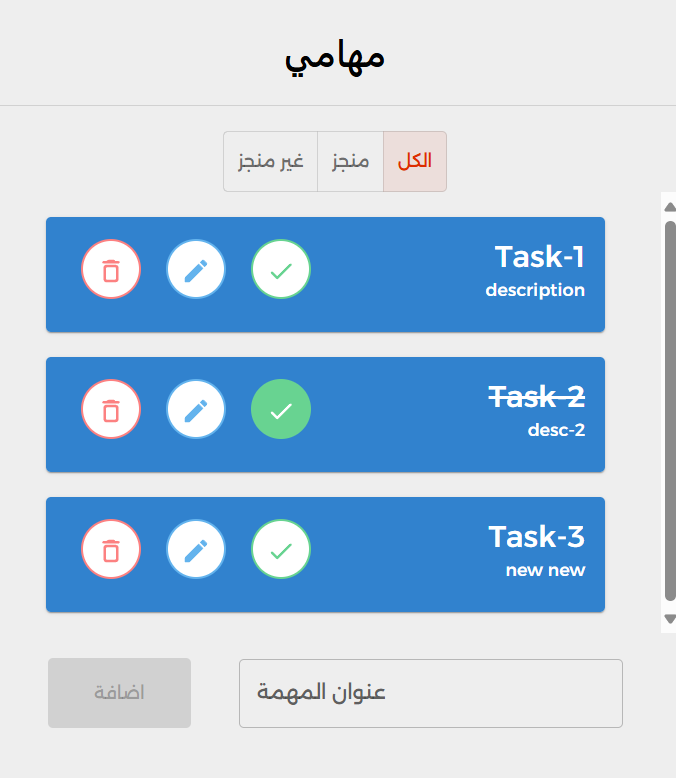 مهامي
الكل
منجز
غير منجز
Task-1
description
Task-2
desc-2
Task-3
new new
عنوان المهمة
اضافة